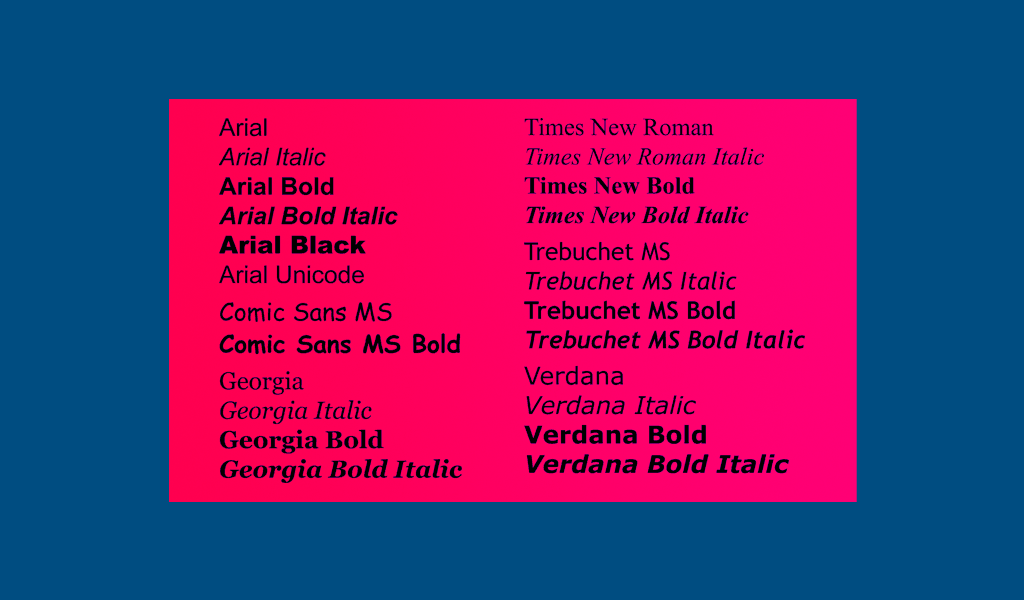 Arial
Arial Italic
Arial Bold
Arial Bold Italic
Arial Black
Arial Unicode
Comic Sans MS
Comic Sans MS Bold
Georgia
Georgia Italic
Georgia Bold
Georgia Bold Italic
Times New Roman
Times New Roman Italic
Times New Bold
Times New Bold Italic
Trebuchet MS
Trebuchet MS Italic
Trebuchet MS Bold
Trebuchet MS Bold Italic
Verdana
Verdana Italic
Verdana Bold
Verdana Bold Italic